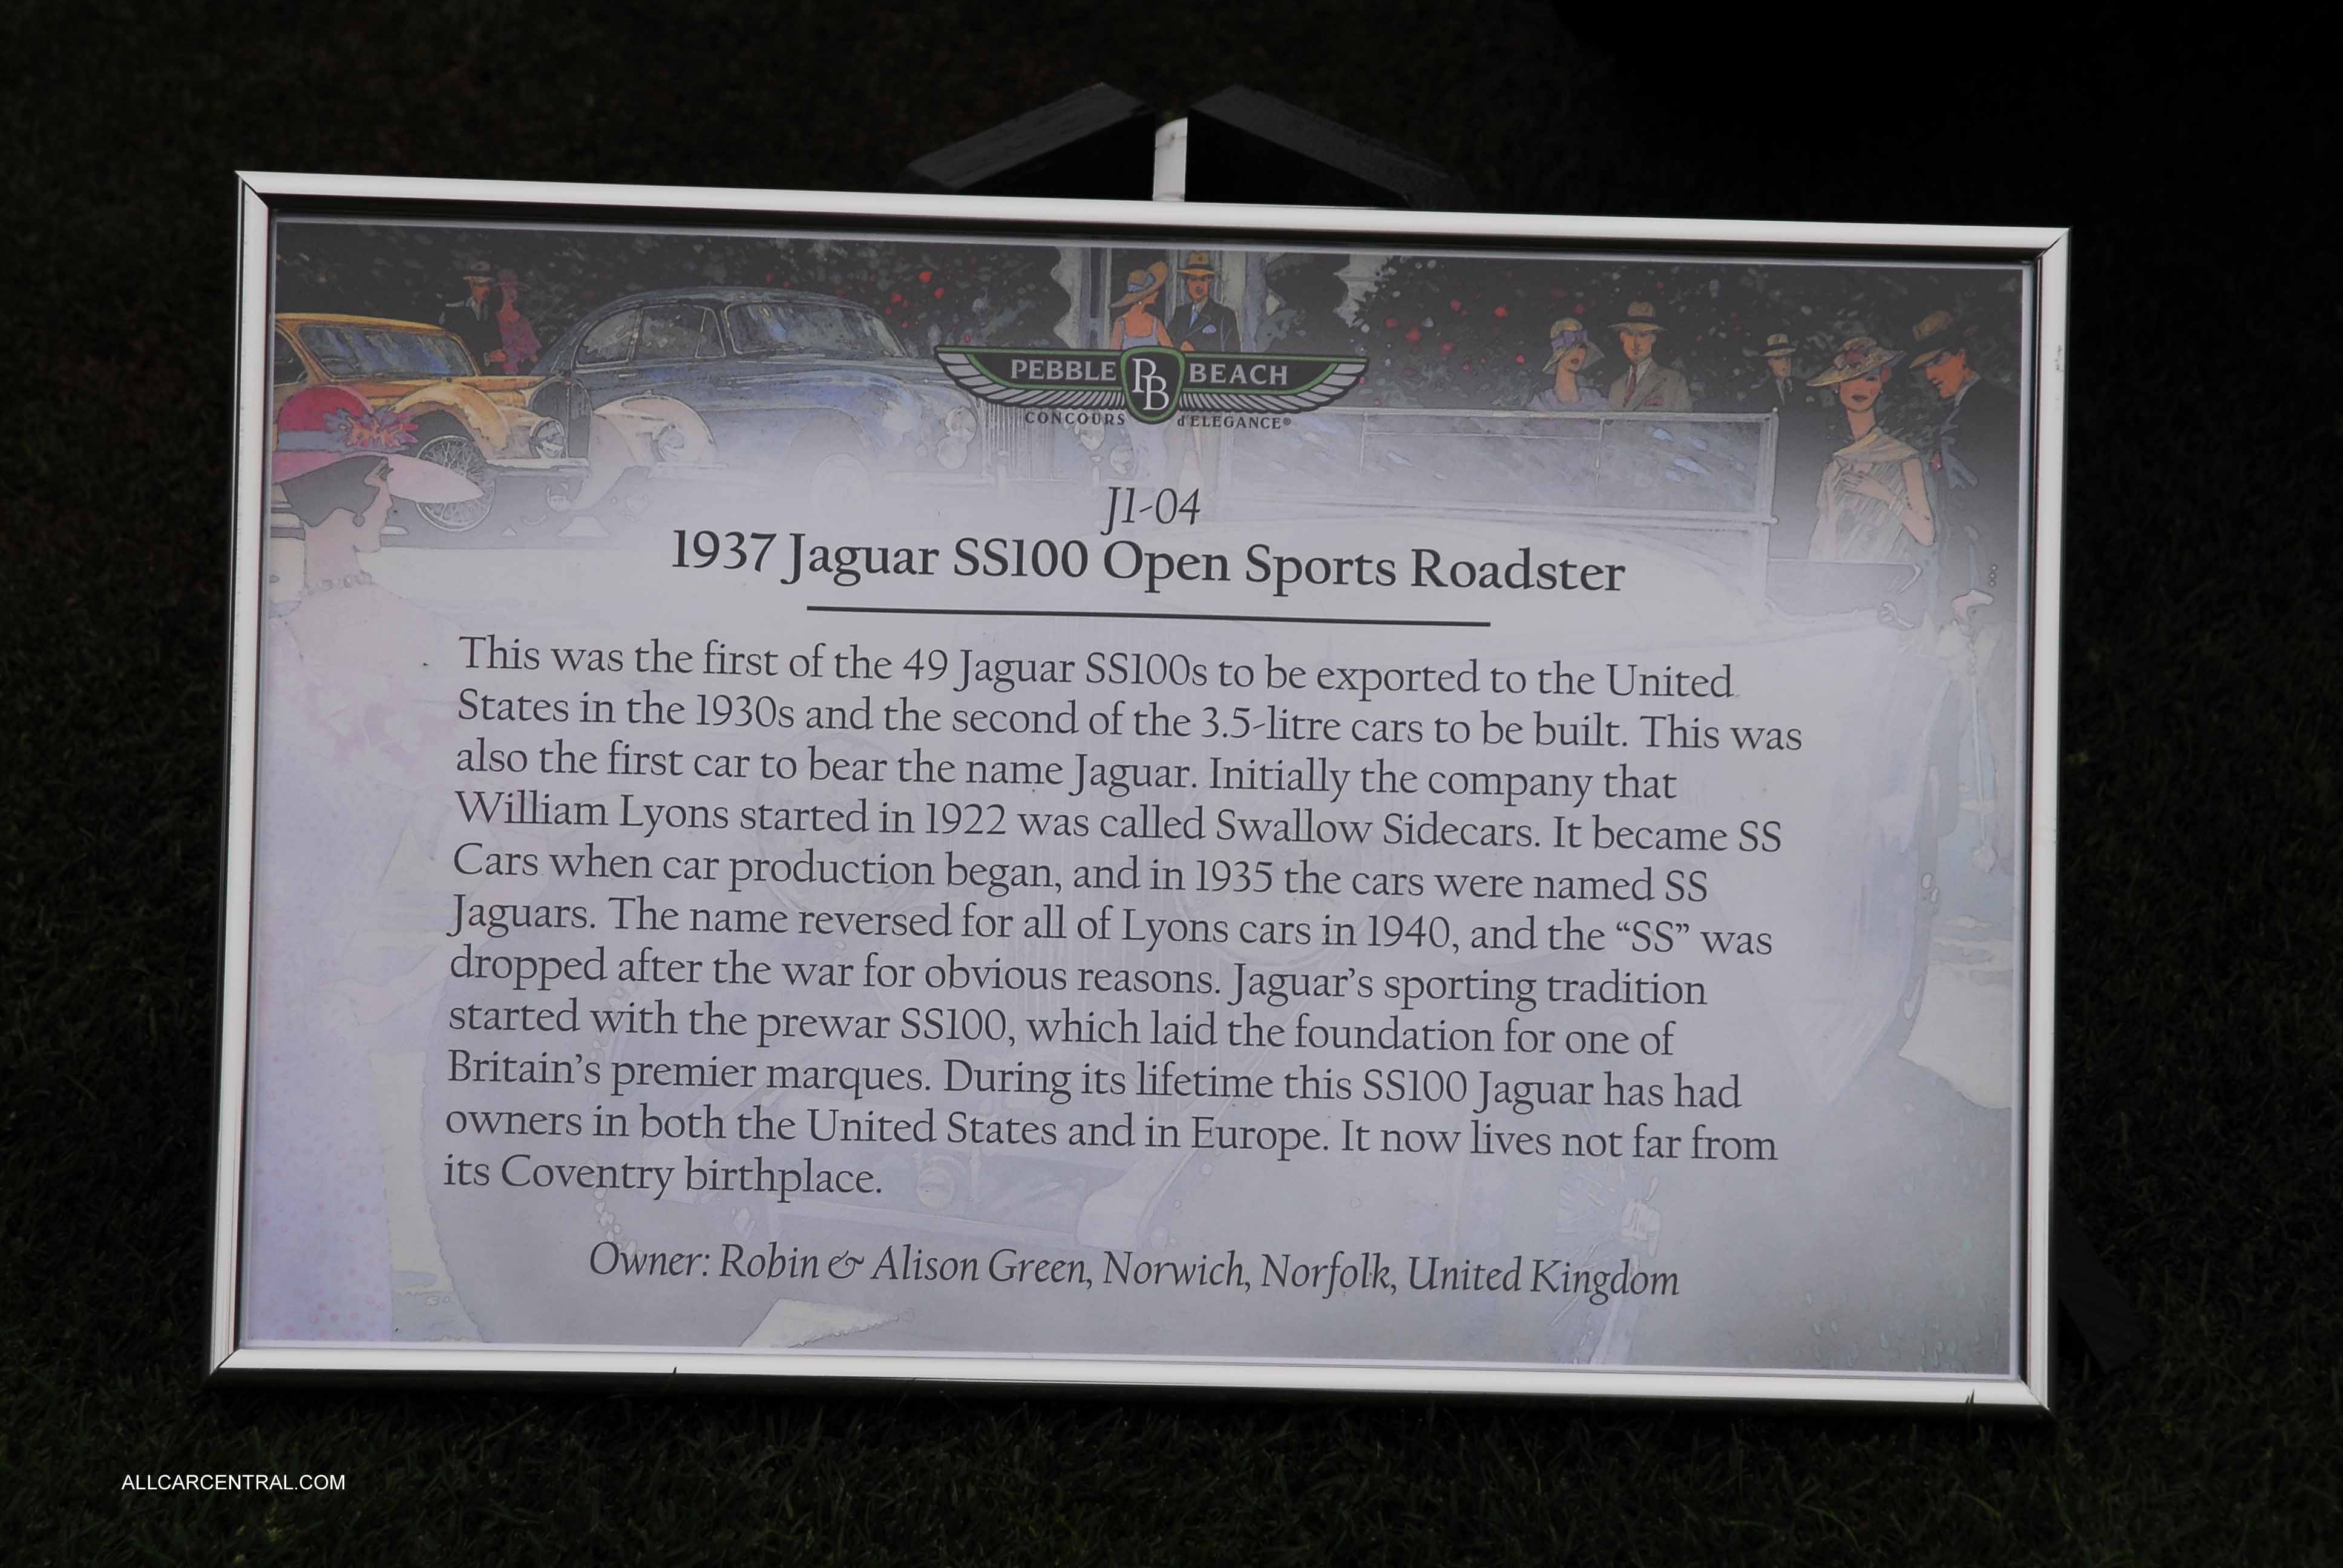 PEBBLE PB BEACH
CONCOURS d'ELEGANCE®
J1-04
1937 Jaguar SS100 Open Sports Roadster
This was the first of the 49 Jaguar SS100s to be exported to the United
States in the 1930s and the second of the 3.5-litre cars to be built. This was
also the first car to bear the name Jaguar. Initially the company that
William Lyons started in 1922 was called Swallow Sidecars. It became SS
Cars when car production began, and in 1935 the cars were named SS
Jaguars. The name reversed for all of Lyons cars in 1940, and the “SS” was
dropped after the war for obvious reasons. Jaguar’s sporting tradition
started with the prewar SS100, which laid the foundation for one of
Britain’s premier marques. During its lifetime this SS100 Jaguar has had
owners in both the United States and in Europe. It now lives not far from
its Coventry birthplace.
Owner: Robin & Alison Green, Norwich, Norfolk, United Kingdom
ALLCARCENTRAL.COM